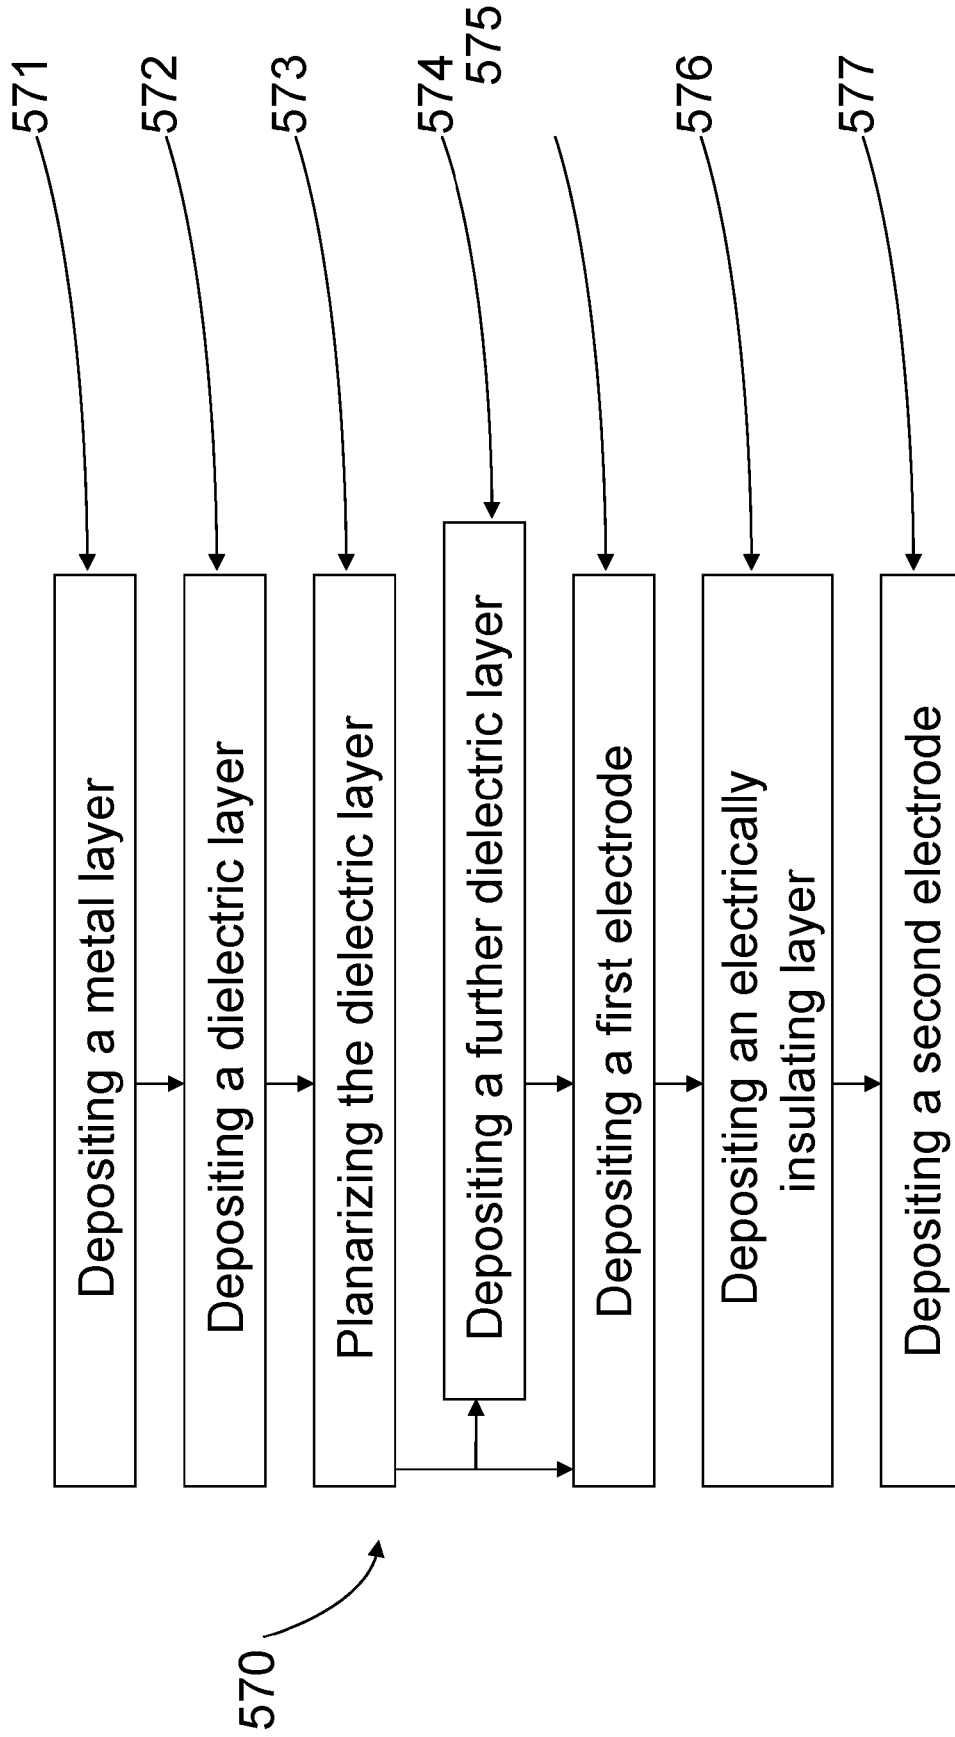 570
Depositing a metal layer
571
Depositing a dielectric layer
572
Planarizing the dielectric layer
573
Depositing a further dielectric layer
574
Depositing a first electrode
575
Depositing an electrically
insulating layer
576
Depositing a second electrode
577